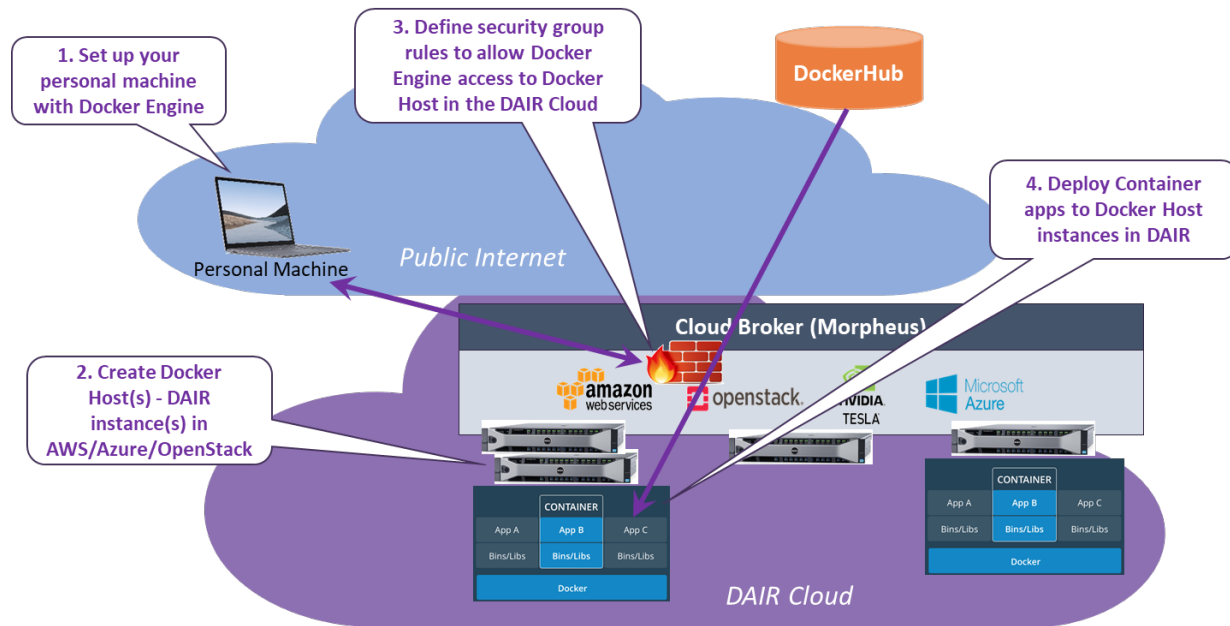 1. Set up your
personal machine
with Docker Engine
3. Define security group
rules to allow Docker
Engine access to Docker
Host in the DAIR Cloud
DockerHub
4. Deploy Container
apps to Docker Host
instances in DAIR
Personal Machine
Public Internet
Cloud Broker (Morpheus)
2. Create Docker
Host(s) - DAIR
instance(s) in
AWS/Azure/OpenStack
amazon
webservices
openstack.
TESLA
Microsoft
Azure
CONTAINER
App A App B App C
Bins/Libs Bins/Libs Bins/Libs
Docker
CONTAINER
App A App B App C
Bins/Libs Bins/Libs Bins/Libs
Docker
DAIR Cloud